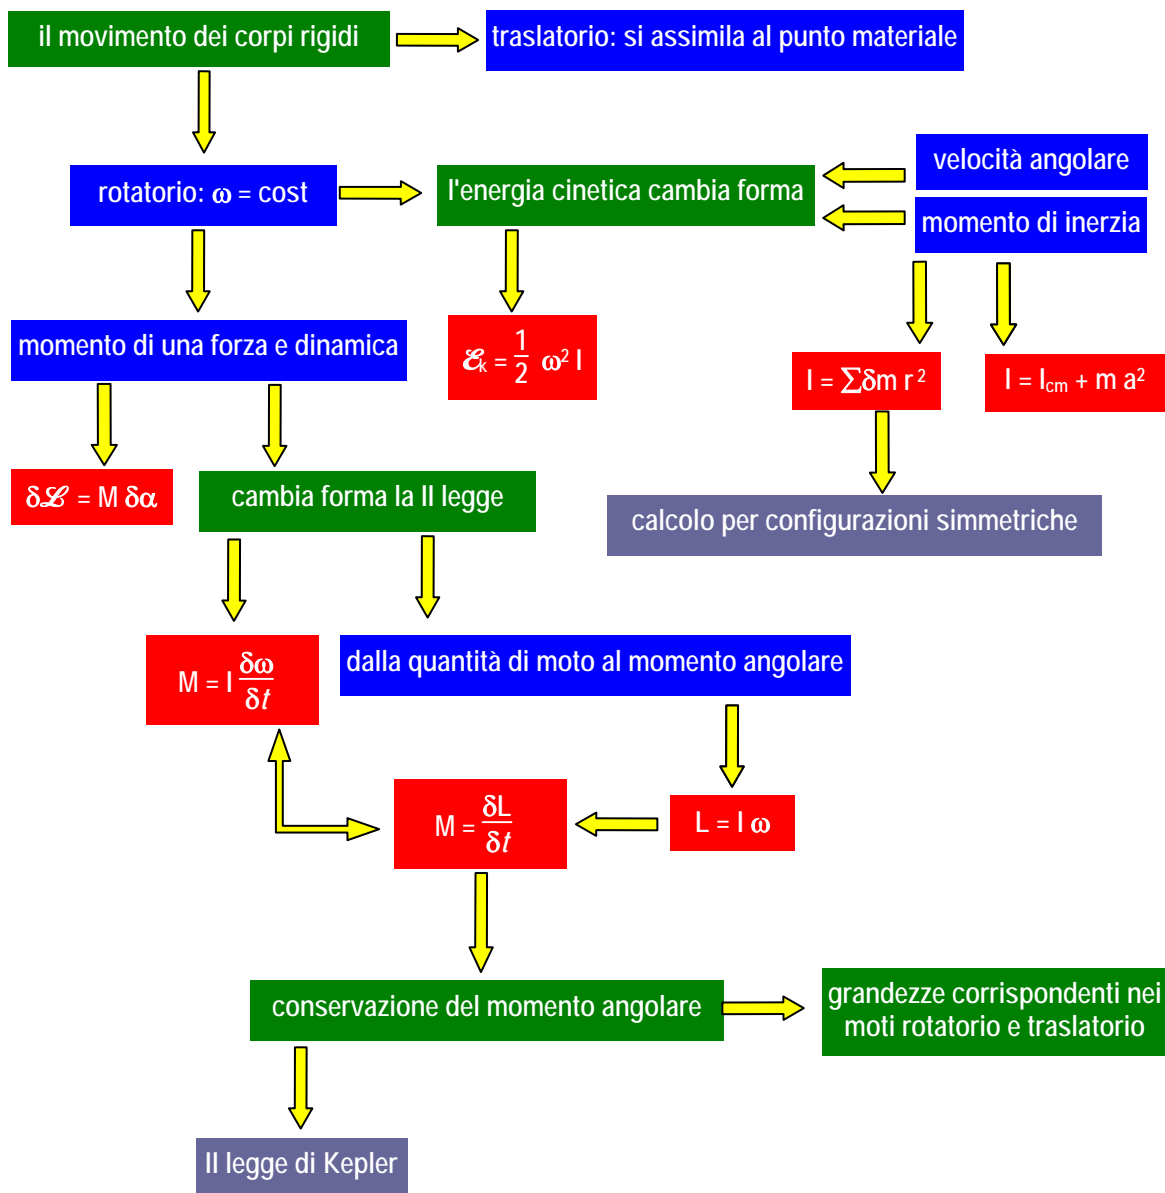 il movimento dei corpi rigidi
traslatorio: si assimila al punto materiale
rotatorio: ω = cost
l'energia cinetica cambia forma
velocità angolare
momento di inerzia
momento di una forza e dinamica
ℰk = 1/2 ω² I
I = ∑δm r²
I = Icm + m a²
δℒ = M δα
cambia forma la II legge
calcolo per configurazioni simmetriche
M = I δω/δt
dalla quantità di moto al momento angolare
M = δL/δt
L = I ω
conservazione del momento angolare
grandezze corrispondenti nei
moti rotatorio e traslatorio
II legge di Kepler